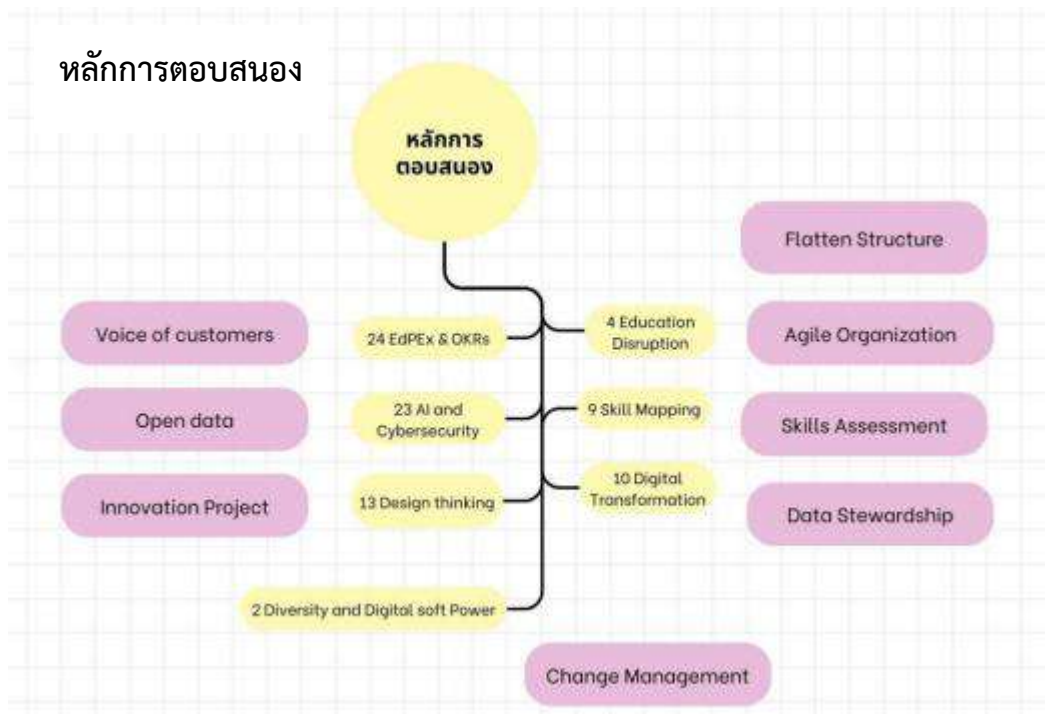 หลักการตอบสนอง
หลักการ
ตอบสนอง
Flatten Structure
Voice of customers
24 EdPEx & OKRs
4 Education
Disruption
Agile Organization
Open data
23 AI and
Cybersecurity
9 Skill Mapping
Skills Assessment
Innovation Project
13 Design thinking
10 Digital
Transformation
Data Stewardship
2 Diversity and Digital soft Power
Change Management